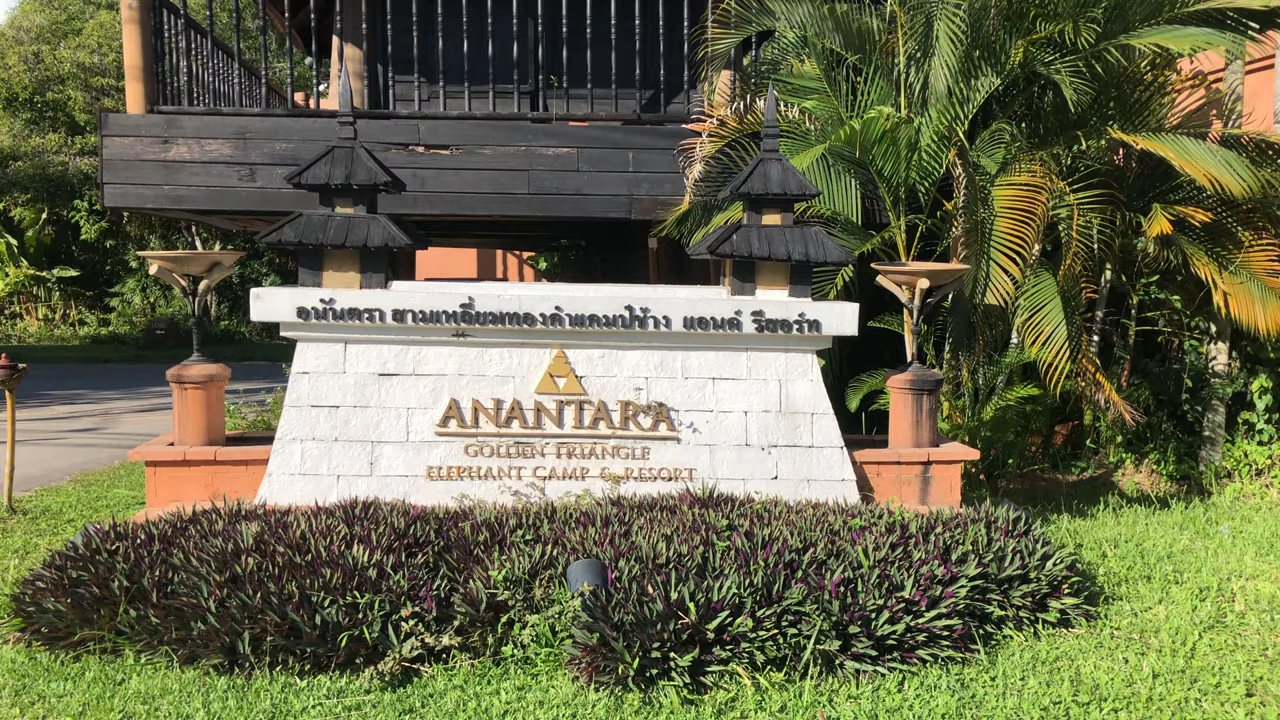 อนันตรา สามเหลี่ยมทองคำแคมป์ช้าง แอนด์ รีสอร์ท
ANANTARA
GOLDEN TRIANGLE
ELEPHANT CAMP & RESORT